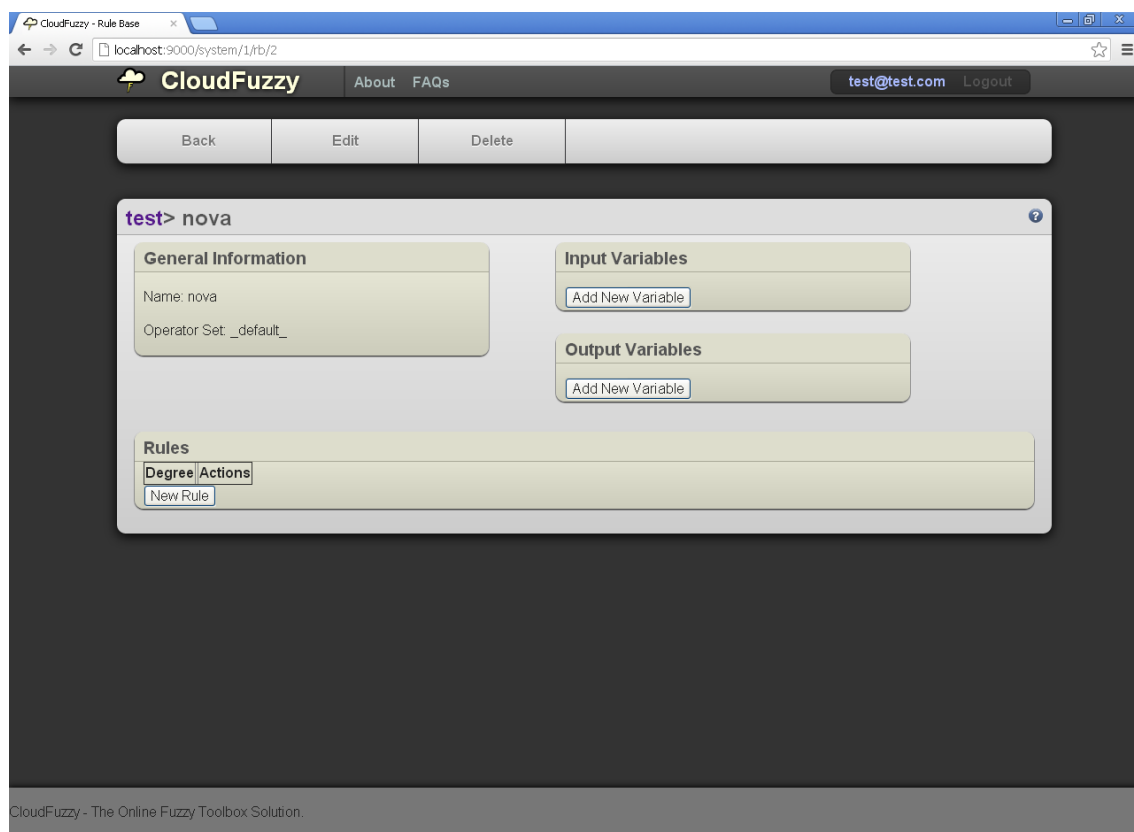 CloudFuzzy - Rule Base
localhost:9000/system/1/rb/2
CloudFuzzy About FAQs test@test.com Logout
Back Edit Delete
test> nova
General Information
Name: nova
Operator Set: _default_
Input Variables
Add New Variable
Output Variables
Add New Variable
Rules
Degree Actions
New Rule
CloudFuzzy - The Online Fuzzy Toolbox Solution.